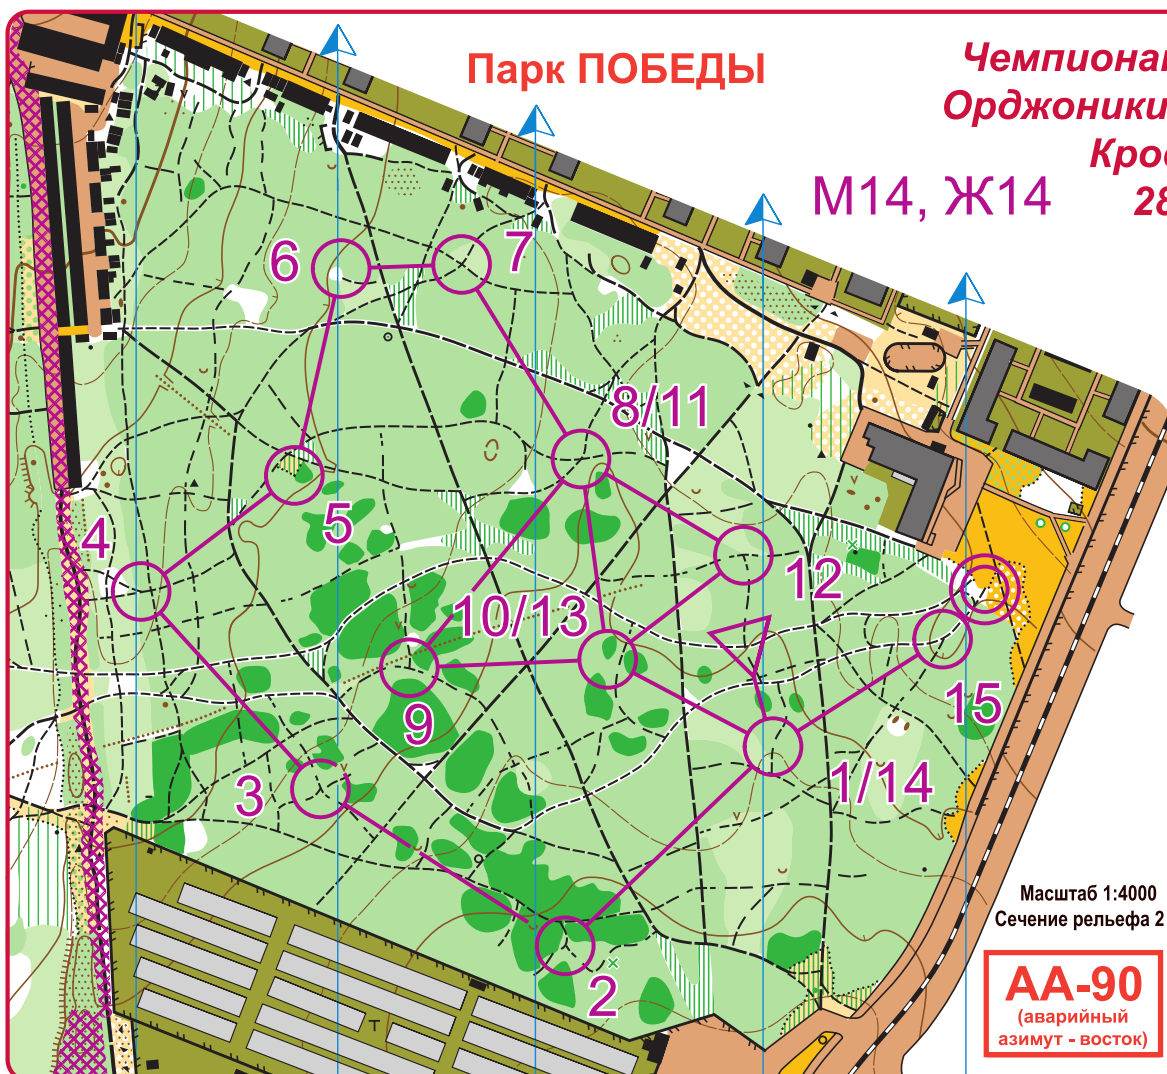 Парк ПОБЕДЫ
Чемпиона
Орджоники
Крос
М14, Ж14
28
6
7
8/11
4
5
12
10/13
9
15
3
1/14
2
Масштаб 1:4000
Сечение рельефа 2
АА-90
(аварийный
азимут - восток)